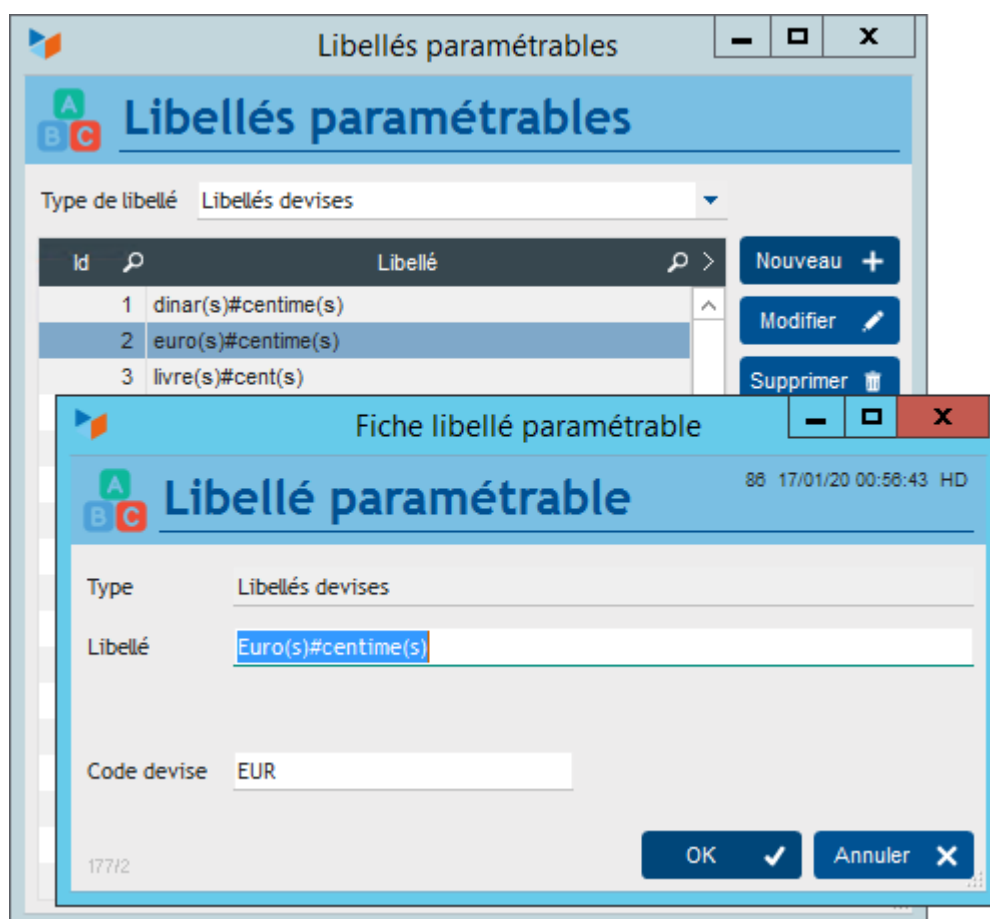 Libellés paramétrables
A
B C
Libellés paramétrables
Type de libellé Libellés devises
Id Libellé
Nouveau
1 dinar(s)#centime(s)
Modifier
2 euro(s)#centime(s)
3 livre(s)#cent(s)
Supprimer
Fiche libellé paramétrable
A
B C
Libellé paramétrable
86 17/01/20 00:56:43 HD
Type Libellés devises
Libellé Euro(s)#centime(s)
Code devise EUR
177/2
OK Annuler